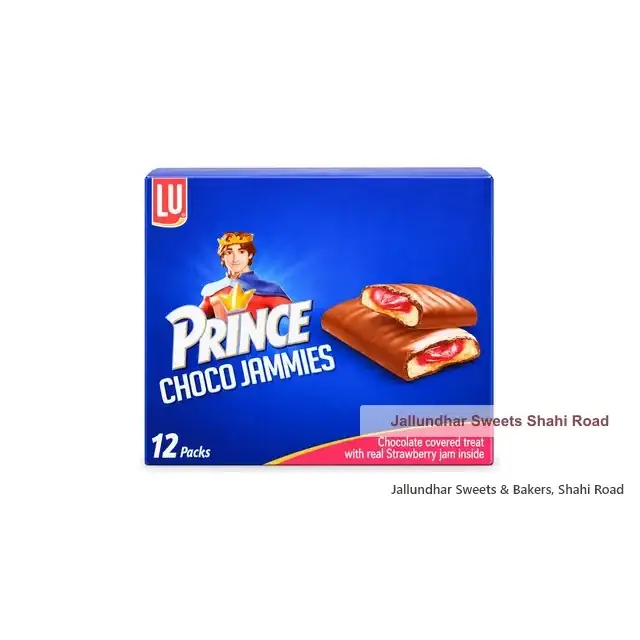 LU
PRINCE
CHOCO JAMMIES
12 Packs
Jallundhar Sweets Shahi Road
Chocolate covered treat
with real Strawberry jam inside
Jallundhar Sweets & Bakers, Shahi Road